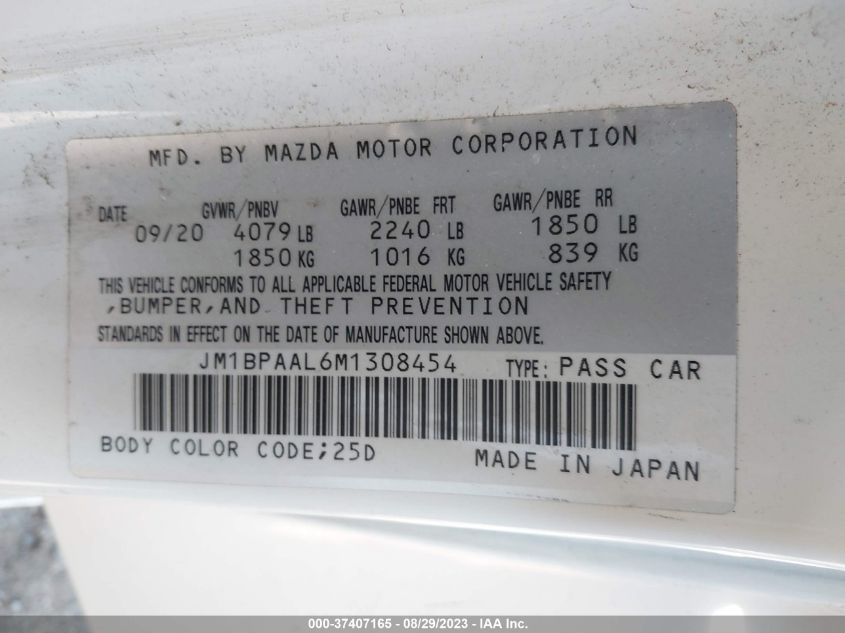 MFD. BY MAZDA MOTOR CORPORATION
DATE GVWR/PNBV GAWR/PNBE FRT GAWR/PNBE RR
09/20 4079 LB 2240 LB 1850 LB
1850 KG 1016 KG 839 KG
THIS VEHICLE CONFORMS TO ALL APPLICABLE FEDERAL MOTOR VEHICLE SAFETY
,BUMPER,AND THEFT PREVENTION
STANDARDS IN EFFECT ON THE DATE OF MANUFACTURE SHOWN ABOVE.
JM1BPAAL6M1308454 TYPE: PASS CAR
BODY COLOR CODE;25D MADE IN JAPAN
000-37407165 - 08/29/2023 - IAA Inc.